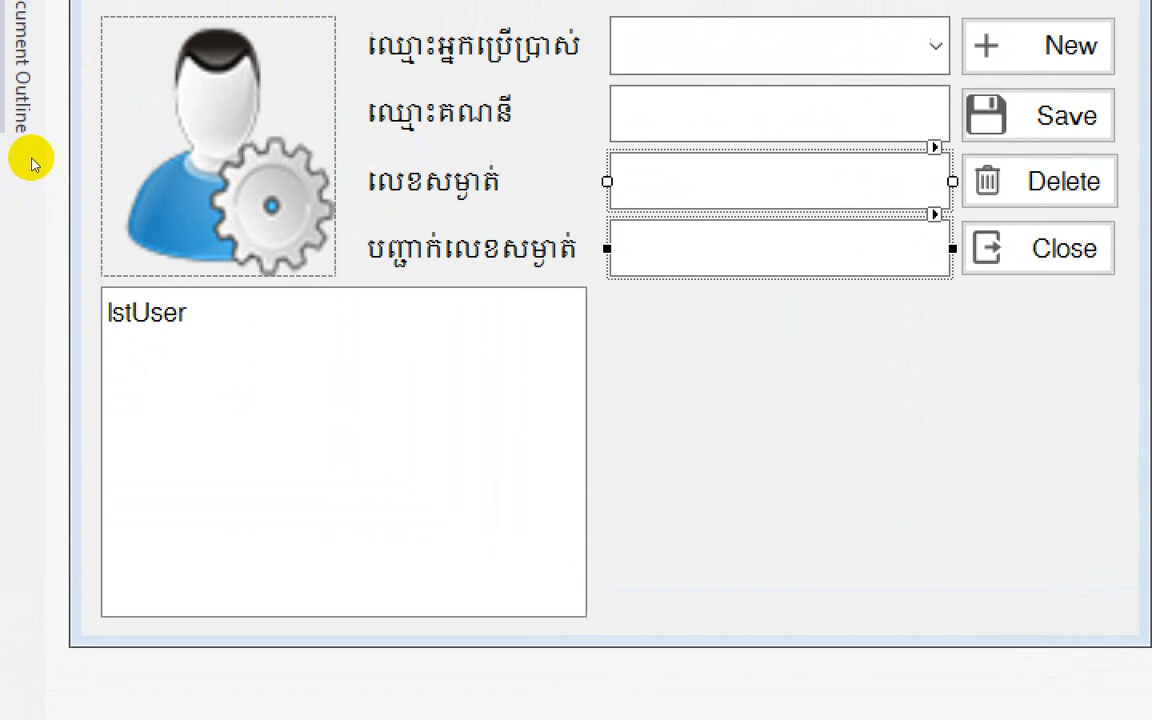 cument Outline
ឈ្មោះអ្នកប្រើប្រាស់
New
ឈ្មោះគណនី
Save
លេខសម្ងាត់
Delete
បញ្ជាក់លេខសម្ងាត់
Close
lstUser